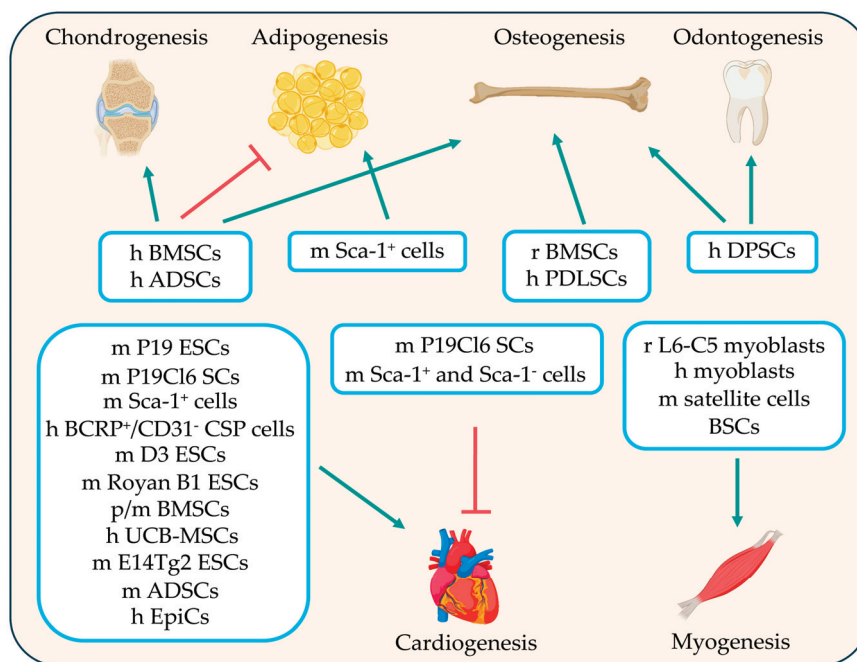 Chondrogenesis
Adipogenesis
Osteogenesis
Odontogenesis
h BMSCs
h ADSCs
m Sca-1⁺ cells
r BMSCs
h PDLSCs
h DPSCs
m P19 ESCs
m P19Cl6 SCs
m Sca-1⁺ cells
h BCRP⁺/CD31⁻ CSP cells
m D3 ESCs
m Royan B1 ESCs
p/m BMSCs
h UCB-MSCs
m E14Tg2 ESCs
m ADSCs
h EpiCs
m P19Cl6 SCs
m Sca-1⁺ and Sca-1⁻ cells
r L6-C5 myoblasts
h myoblasts
m satellite cells
BSCs
Cardiogenesis
Myogenesis